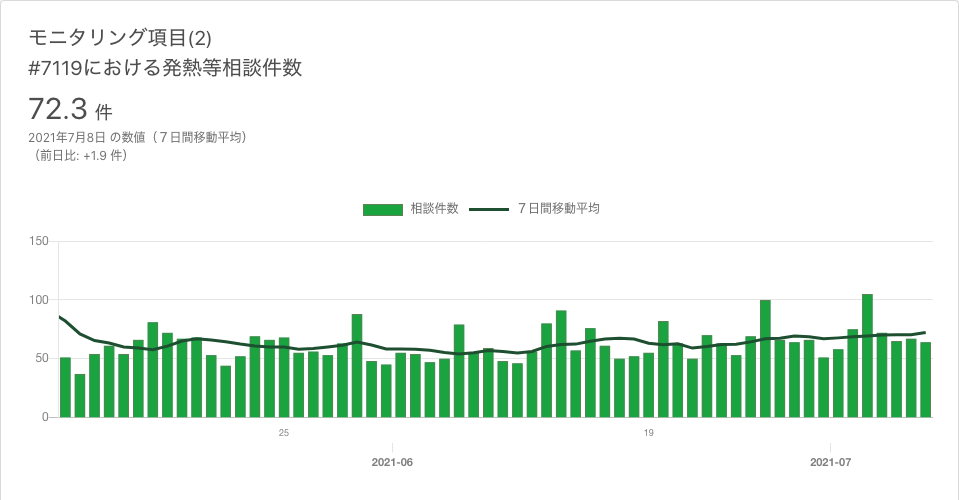 モニタリング項目(2)
#7119における発熱等相談件数
72.3 件
2021年7月8日 の数値（７日間移動平均）
（前日比: +1.9 件）
相談件数 ７日間移動平均
150
100
50
0
25 19
2021-06 2021-07